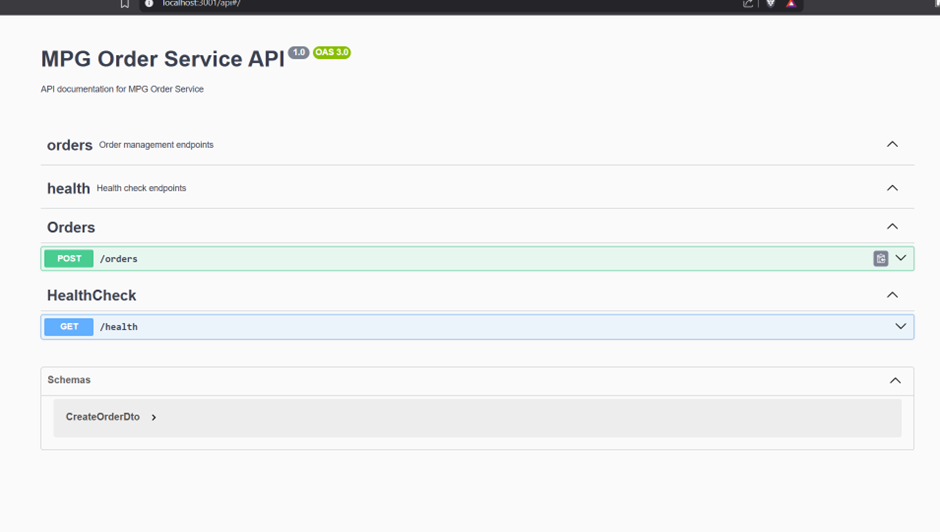 localhost:3001/api#/
MPG Order Service API 1.0 OAS 3.0
API documentation for MPG Order Service
orders Order management endpoints
health Health check endpoints
Orders
POST /orders
HealthCheck
GET /health
Schemas
CreateOrderDto